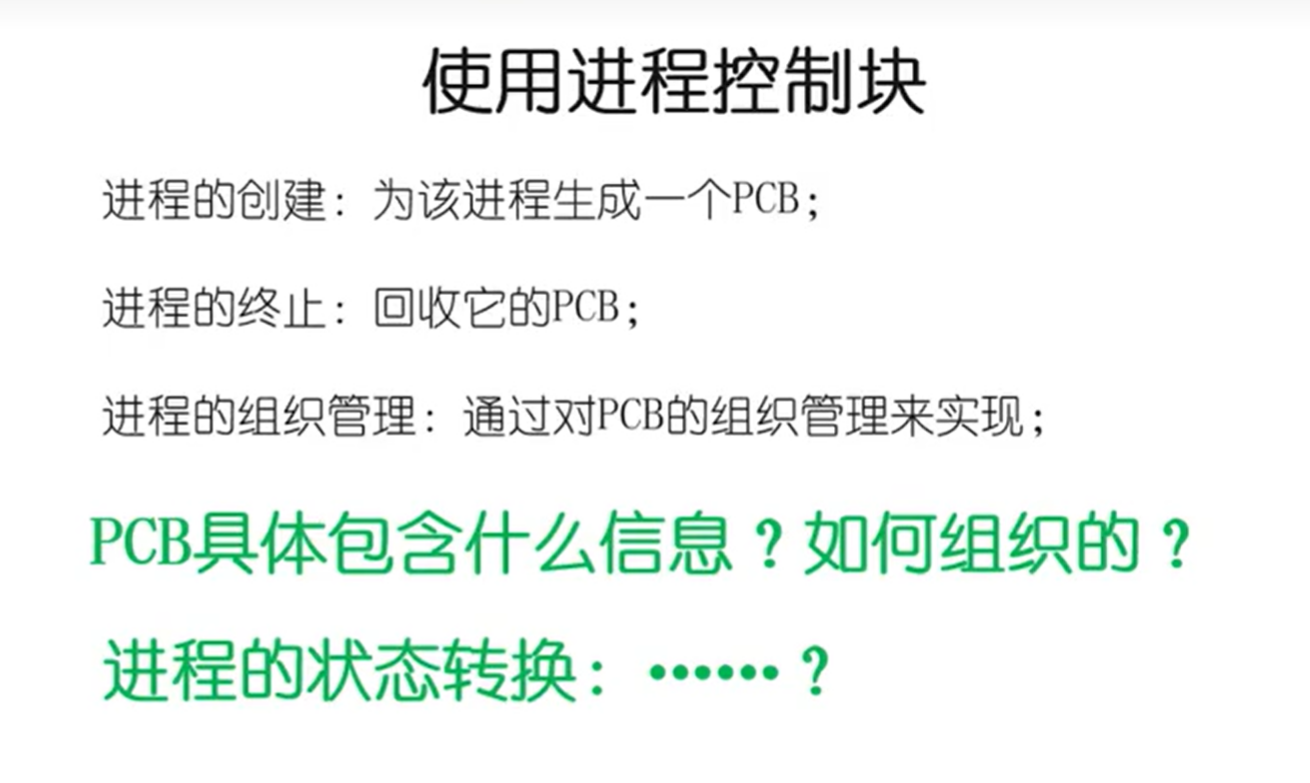 使用进程控制块
进程的创建：为该进程生成一个PCB；
进程的终止：回收它的PCB；
进程的组织管理：通过对PCB的组织管理来实现；
PCB具体包含什么信息？如何组织的？
进程的状态转换：……？